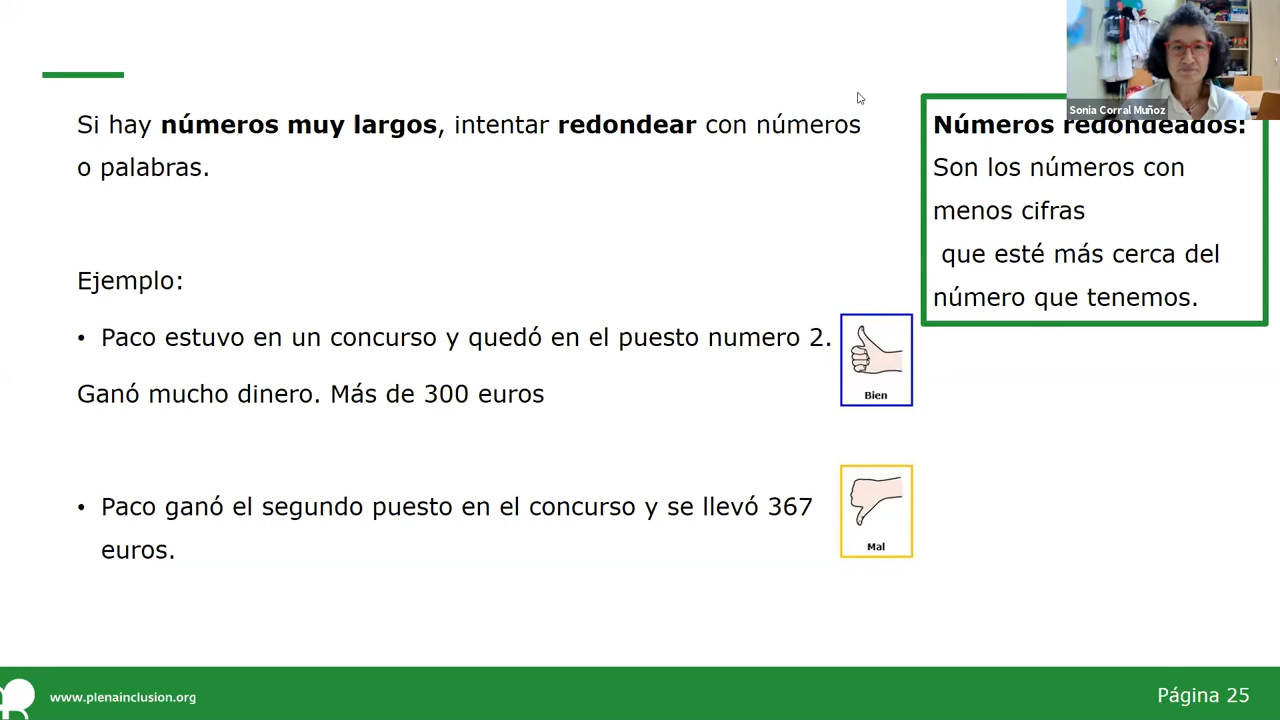 Si hay números muy largos, intentar redondear con números
o palabras.
Ejemplo:
• Paco estuvo en un concurso y quedó en el puesto numero 2.
Ganó mucho dinero. Más de 300 euros
Bien
• Paco ganó el segundo puesto en el concurso y se llevó 367
euros.
Mal
Sonia Corral Muñoz
Números redondeados:
Son los números con
menos cifras
que esté más cerca del
número que tenemos.
www.plenainclusion.org
Página 25